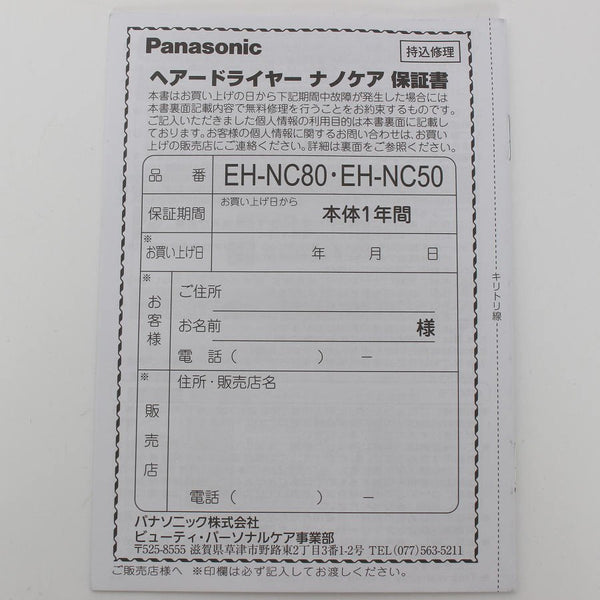 Panasonic
持込修理
ヘアードライヤー ナノケア 保証書
本書はお買い上げの日から下記期間中故障が発生した場合には
本書裏面記載内容で無料修理を行うことをお約束するものです。
ご記入いただきました個人情報の利用目的は本書裏面に記載し
ております。お客様の個人情報に関するお問い合わせは、お買い
上げの販売店にご連絡ください。詳細は裏面をご参照ください。
品 番 EH-NC80・EH-NC50
保証期間 お買い上げ日から 本体1年間
※お買い上げ日 年 月 日
※お客様
ご住所
お名前 様
電 話 ( ) −
※販売店
住所・販売店名
電話 ( ) −
パナソニック株式会社
ビューティ・パーソナルケア事業部
〒525-8555 滋賀県草津市野路東2丁目3番1-2号 TEL (077)563-5211
ご販売店様へ ※印欄は必ず記入してお渡しください。
キリトリ線